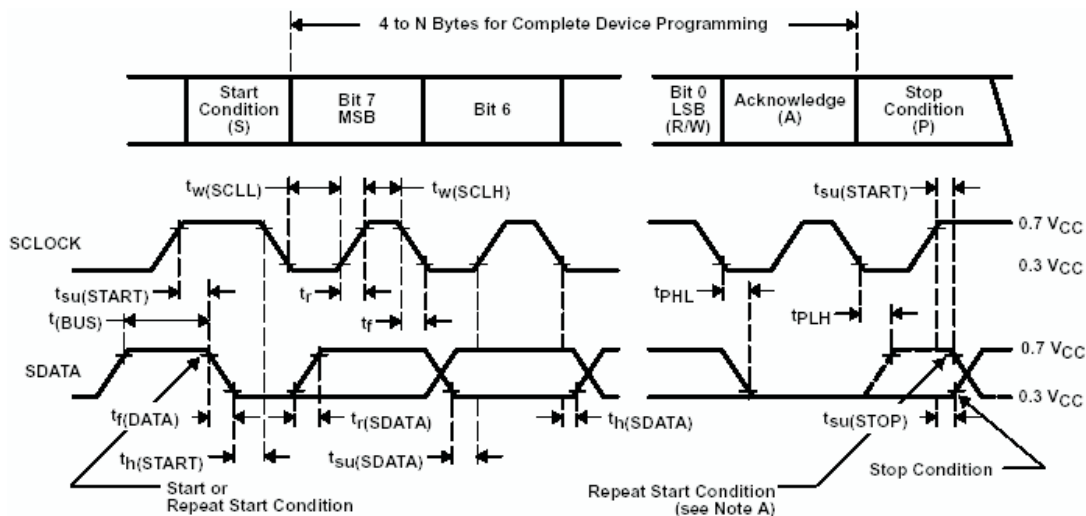 4 to N Bytes for Complete Device Programming
Start
Condition
(S)
Bit 7
MSB
Bit 6
Bit 0
LSB
(R/W)
Acknowledge
(A)
Stop
Condition
(P)
tw(SCLL)
tw(SCLH)
tsu(START)
SCLOCK
0.7 VCC
0.3 VCC
tsu(START)
tr
tPHL
t(BUS)
tf
tPLH
SDATA
0.7 VCC
0.3 VCC
tf(DATA)
tr(SDATA)
th(SDATA)
tsu(STOP)
th(START)
tsu(SDATA)
Stop Condition
Start or
Repeat Start Condition
Repeat Start Condition
(see Note A)